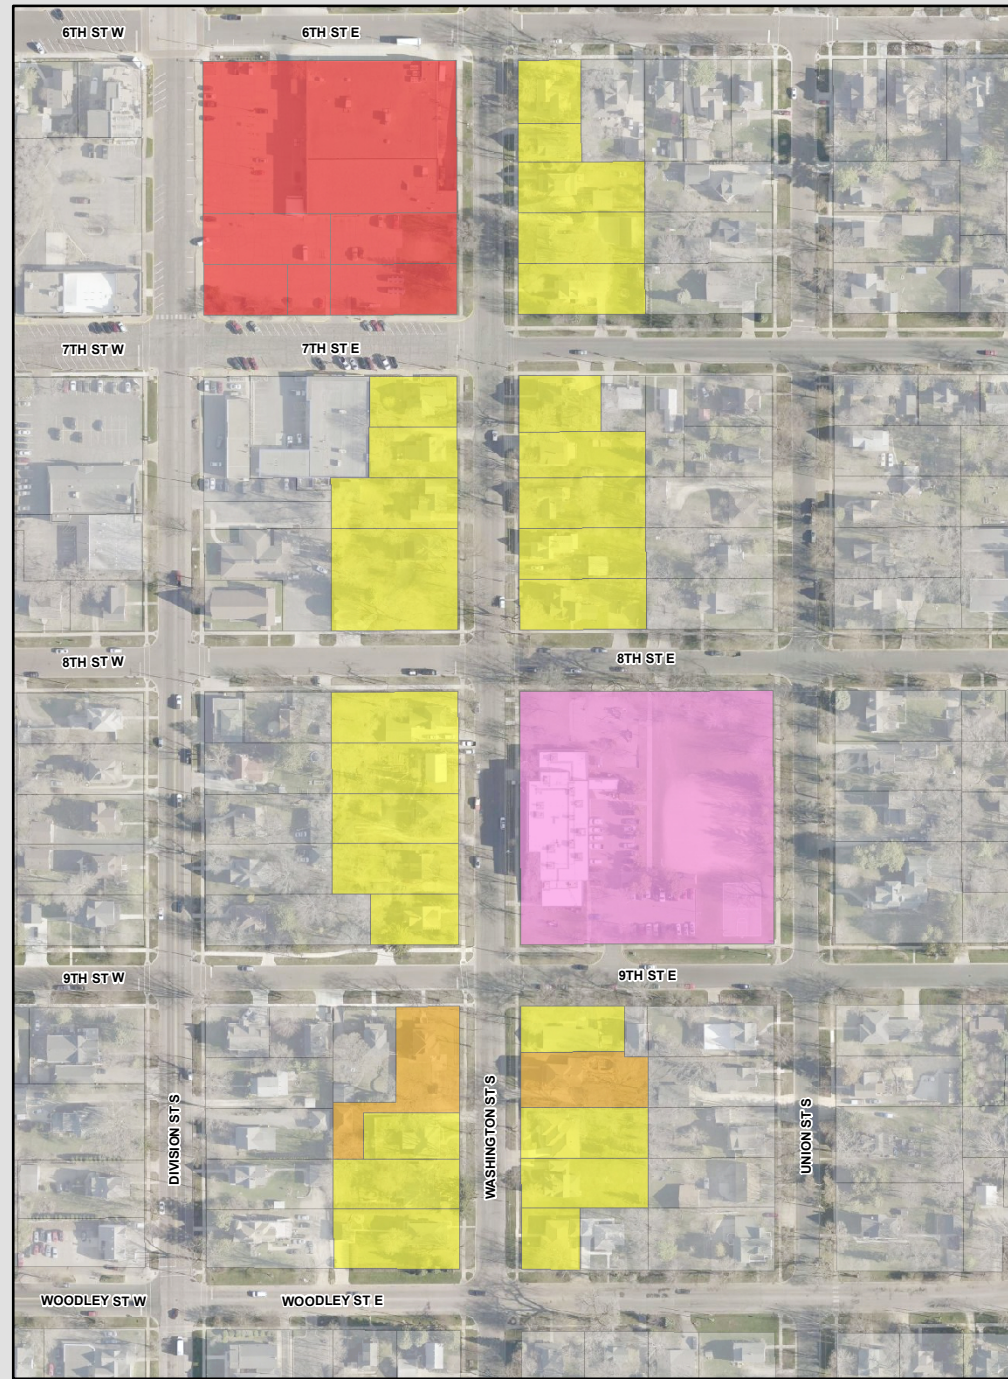 6TH ST W
6TH ST E
7TH ST W
7TH ST E
8TH ST W
8TH ST E
9TH ST W
9TH ST E
DIVISION ST S
WASHINGTON ST S
UNION ST S
WOODLEY ST W
WOODLEY ST E